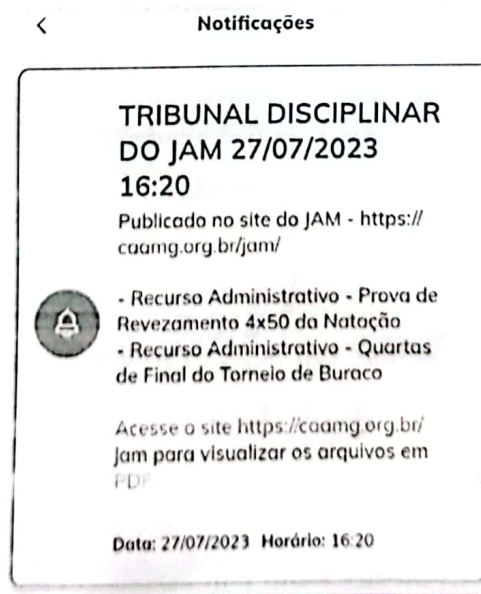 Notificações
TRIBUNAL DISCIPLINAR
DO JAM 27/07/2023
16:20
Publicado no site do JAM - https://
caamg.org.br/jam/
- Recurso Administrativo - Prova de
Revezamento 4x50 da Natação
- Recurso Administrativo - Quartas
de Final do Torneio de Buraco
Acesse o site https://caamg.org.br/
jam para visualizar os arquivos em
PDF.
Data: 27/07/2023 Horário: 16:20